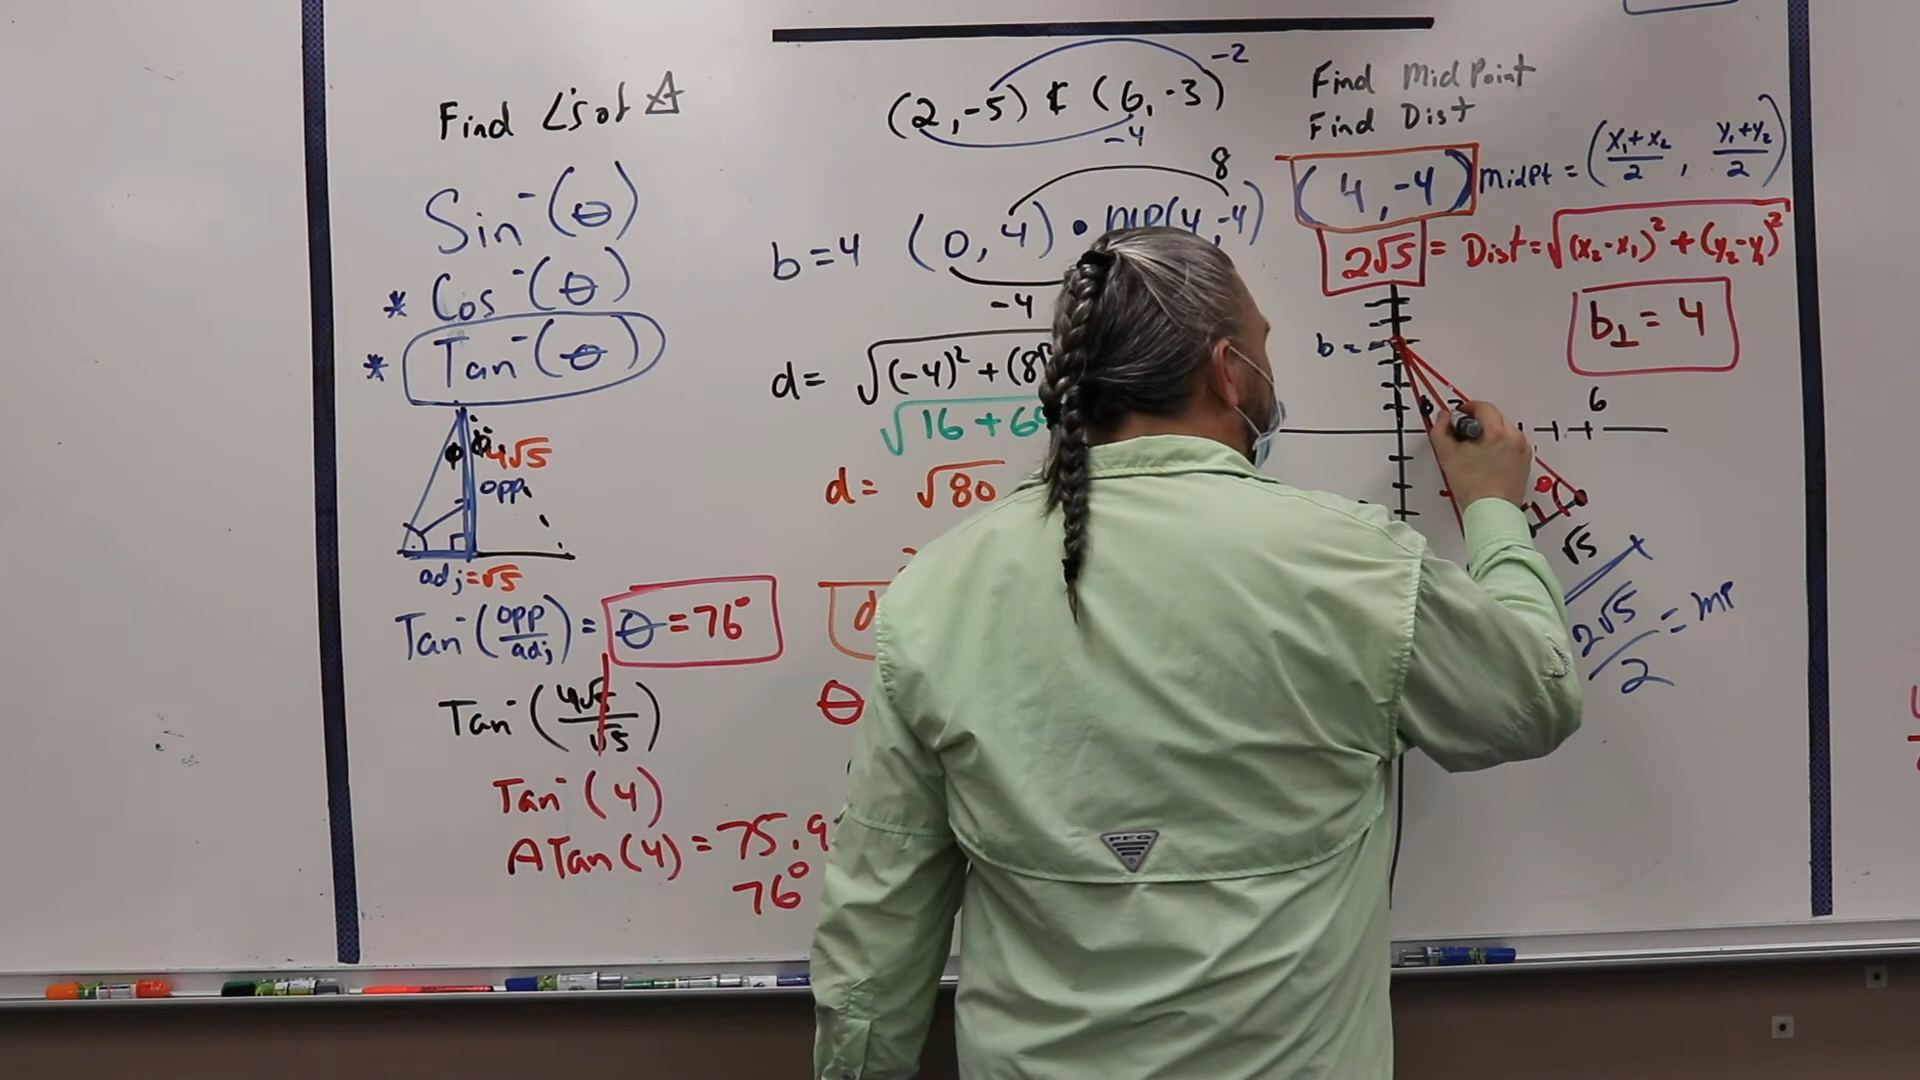 Find ∠'s of Δ
Sin⁻(θ)
* Cos⁻(θ)
* Tan⁻(θ)
4√5
opp
adj=√5
Tan⁻(opp/adj) = θ = 76°
Tan⁻(4√5/√5)
Tan⁻(4)
ATan(4) = 75.9
76°
-2
(2,-5) & (6,-3)
-4
8
b=4 (0,4) • MP(4,-4)
-4
d= √(-4)² + (8
√16 + 6
d= √80
d
θ
Find MidPoint
Find Dist
(4,-4) MidPt = (x₁+x₂/2, y₁+y₂/2)
2√5 = Dist=√(x₂-x₁)² + (y₂-y₁)²
b⊥ = 4
b =
6
θ
√5
2√5/2 = MP
PFG